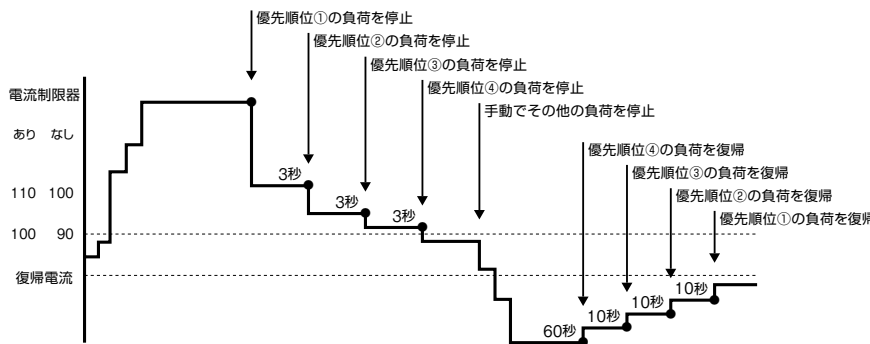 優先順位①の負荷を停止
優先順位②の負荷を停止
優先順位③の負荷を停止
優先順位④の負荷を停止
手動でその他の負荷を停止
電流制限器
あり なし
110 100
100 90
復帰電流
3秒
3秒
3秒
優先順位④の負荷を復帰
優先順位③の負荷を復帰
優先順位②の負荷を復帰
優先順位①の負荷を復帰
60秒
10秒
10秒
10秒